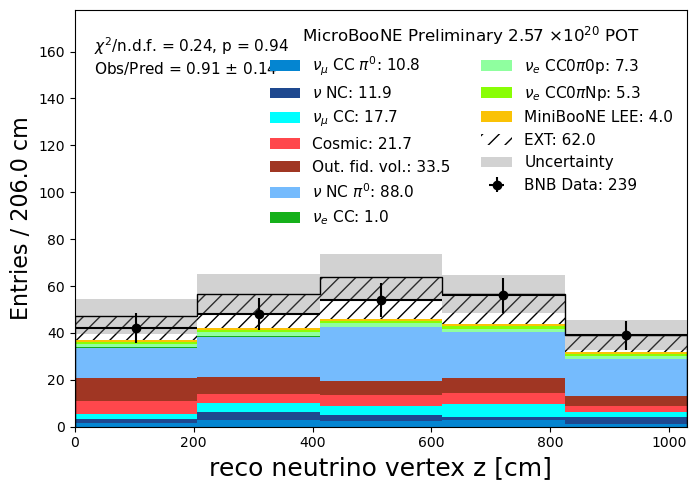 MicroBooNE Preliminary 2.57 ×10^20 POT
χ²/n.d.f. = 0.24, p = 0.94
Obs/Pred = 0.91 ± 0.14
ν_μ CC π⁰: 10.8
ν NC: 11.9
ν_μ CC: 17.7
Cosmic: 21.7
Out. fid. vol.: 33.5
ν NC π⁰: 88.0
ν_e CC: 1.0
ν_e CC0π0p: 7.3
ν_e CC0πNp: 5.3
MiniBooNE LEE: 4.0
EXT: 62.0
Uncertainty
BNB Data: 239
Entries / 206.0 cm
160
140
120
100
80
60
40
20
0
0 200 400 600 800 1000
reco neutrino vertex z [cm]